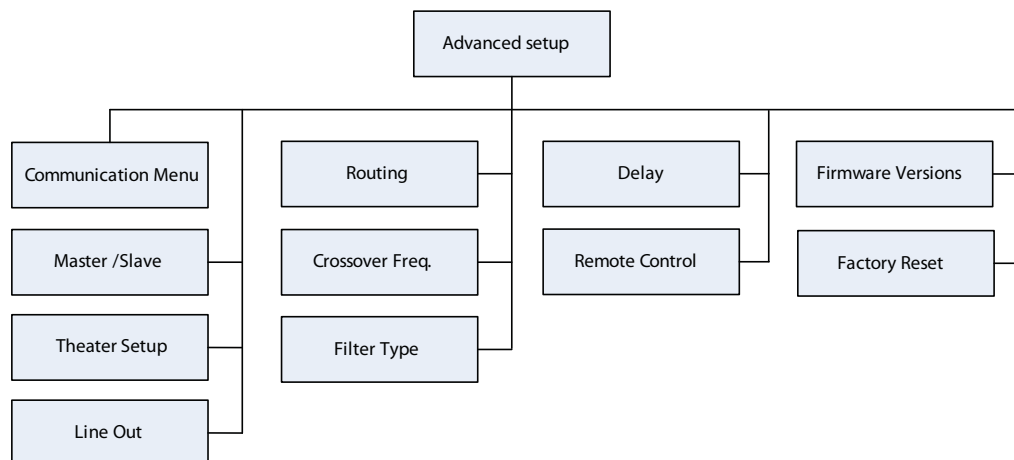 Advanced setup
Communication Menu
Master /Slave
Theater Setup
Line Out
Routing
Crossover Freq.
Filter Type
Delay
Remote Control
Firmware Versions
Factory Reset